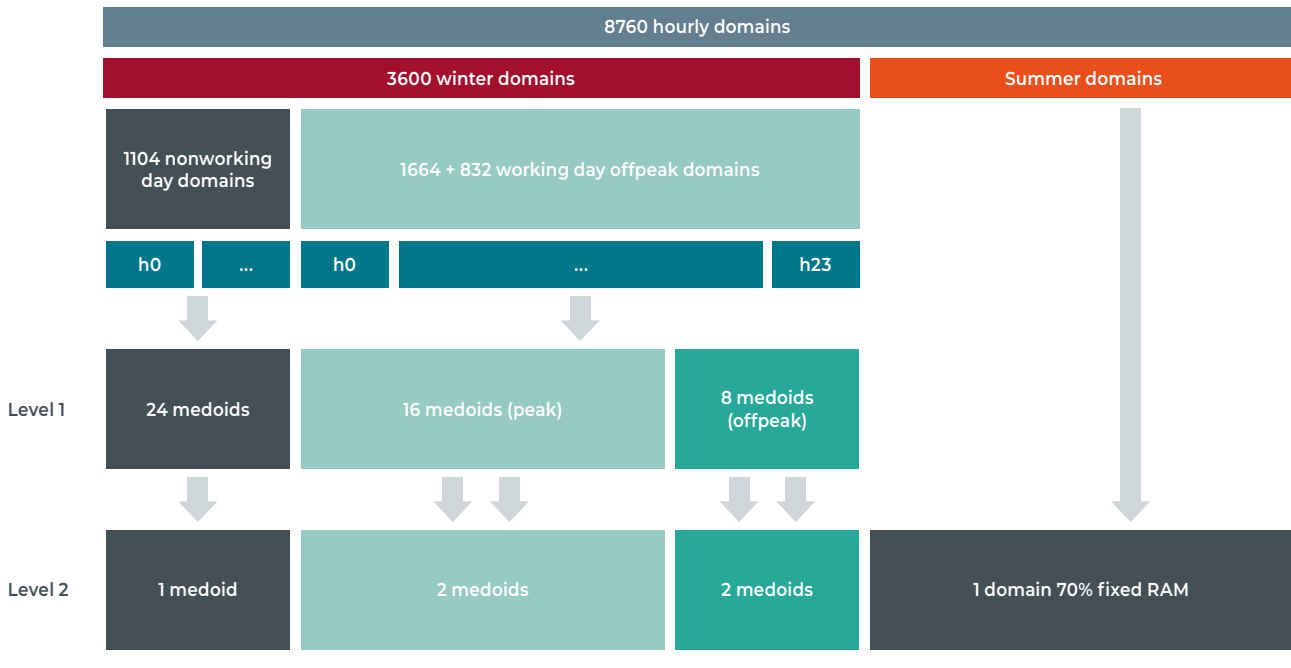 8760 hourly domains
3600 winter domains
Summer domains
1104 nonworking
day domains
1664 + 832 working day offpeak domains
h0
...
h0
...
h23
Level 1
24 medoids
16 medoids (peak)
8 medoids
(offpeak)
Level 2
1 medoid
2 medoids
2 medoids
1 domain 70% fixed RAM